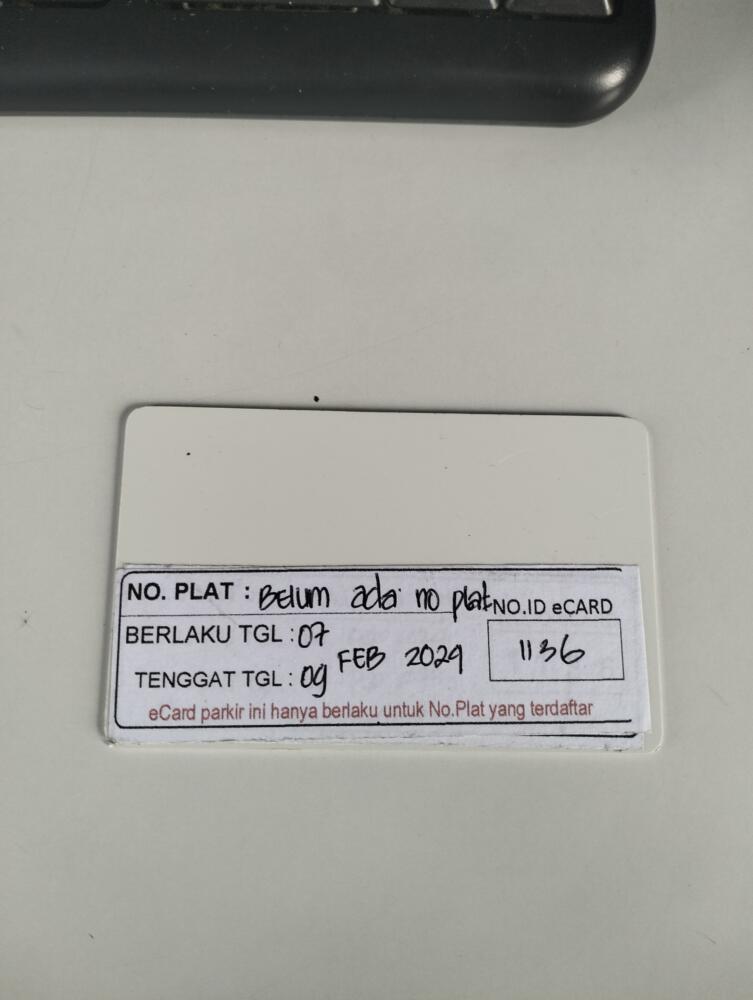 NO. PLAT : Belum ada no plat
NO.ID eCARD
BERLAKU TGL : 07
FEB 2024
1136
TENGGAT TGL : 09
eCard parkir ini hanya berlaku untuk No.Plat yang terdaftar